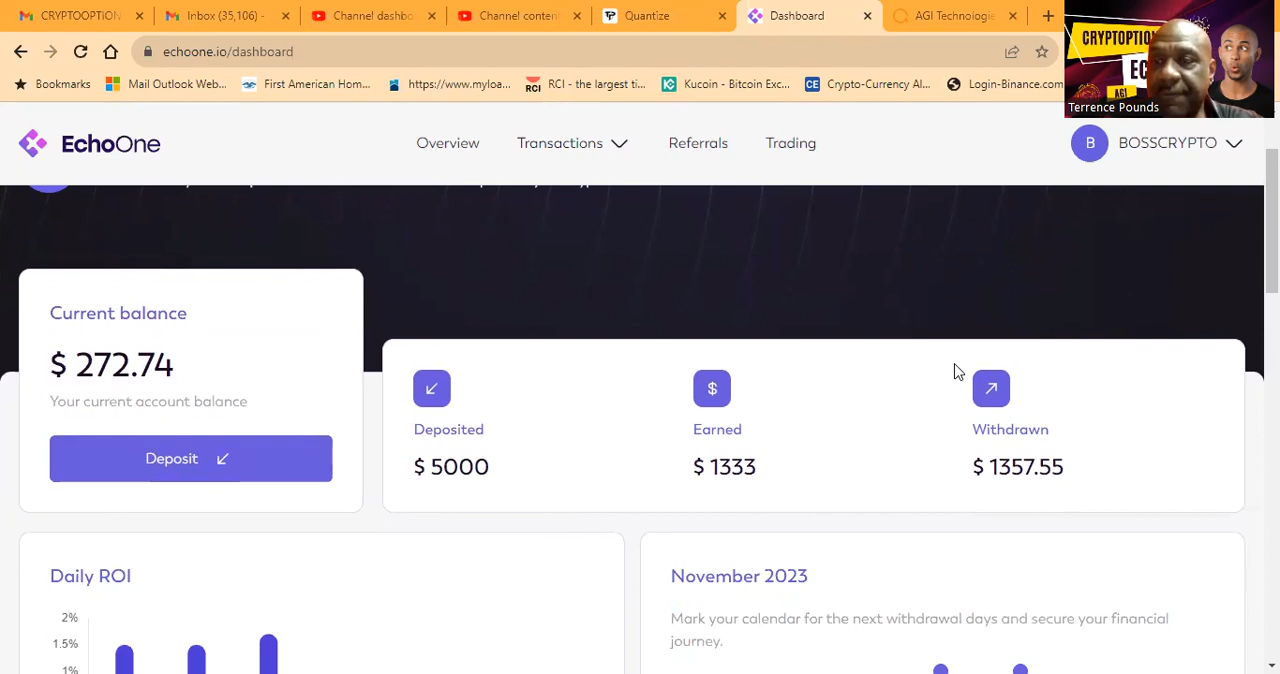 CRYPTOOPTION
Inbox (35,106) -
Channel dashbo
Channel conten
Quantize
Dashboard
AGI Technologie
echoone.io/dashboard
Bookmarks
Mail Outlook Web...
First American Hom...
https://www.myloa...
RCI - the largest ti...
Kucoin - Bitcoin Exc...
Crypto-Currency Al...
Login-Binance.com
CRYPTOPTION
EC
AGI
Terrence Pounds
EchoOne
Overview
Transactions
Referrals
Trading
B
BOSSCRYPTO
Current balance
$ 272.74
Your current account balance
Deposit
Deposited
$ 5000
Earned
$ 1333
Withdrawn
$ 1357.55
Daily ROI
2%
1.5%
1%
November 2023
Mark your calendar for the next withdrawal days and secure your financial
journey.